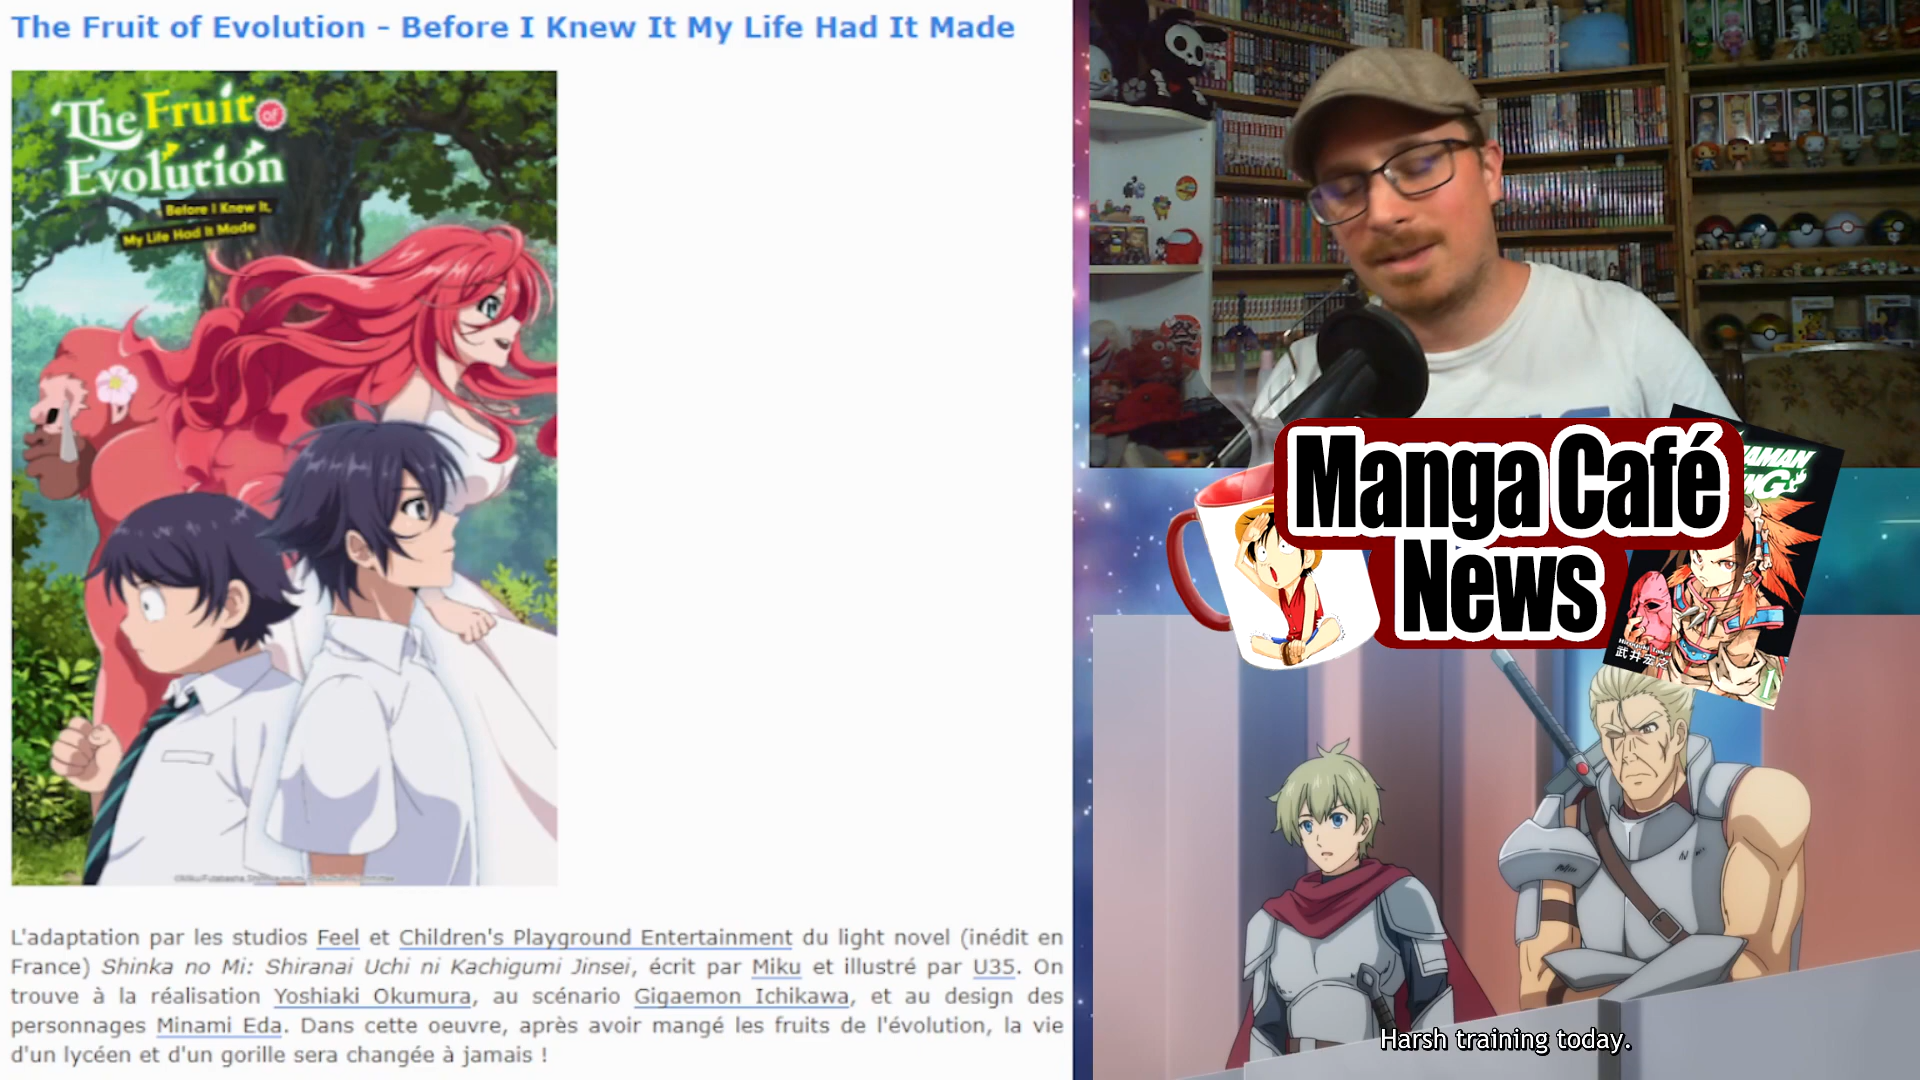 The Fruit of Evolution - Before I Knew It My Life Had It Made
The Fruit of
Evolution
Before I Knew It,
My Life Had It Made
L'adaptation par les studios Feel et Children's Playground Entertainment du light novel (inédit en
France) Shinka no Mi: Shiranai Uchi ni Kachigumi Jinsei, écrit par Miku et illustré par U35. On
trouve à la réalisation Yoshiaki Okumura, au scénario Gigaemon Ichikawa, et au design des
personnages Minami Eda. Dans cette oeuvre, après avoir mangé les fruits de l'évolution, la vie
d'un lycéen et d'un gorille sera changée à jamais !
Manga Café
News
武井宏之
1
Harsh training today.